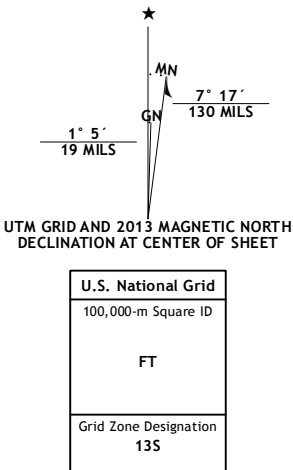 ★
MN
7° 17´
130 MILS
GN
1° 5´
19 MILS
UTM GRID AND 2013 MAGNETIC NORTH
DECLINATION AT CENTER OF SHEET
U.S. National Grid
100,000-m Square ID
FT
Grid Zone Designation
13S